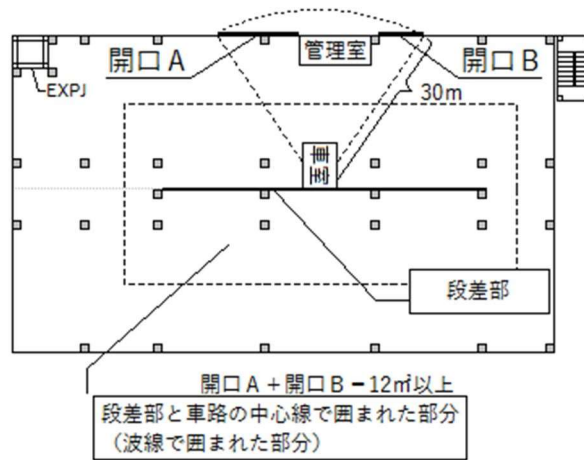 開口A
管理室
開口B
EXPJ
30m
車室
段差部
開口A+開口B-12㎡以上
段差部と車路の中心線で囲まれた部分
(波線で囲まれた部分)